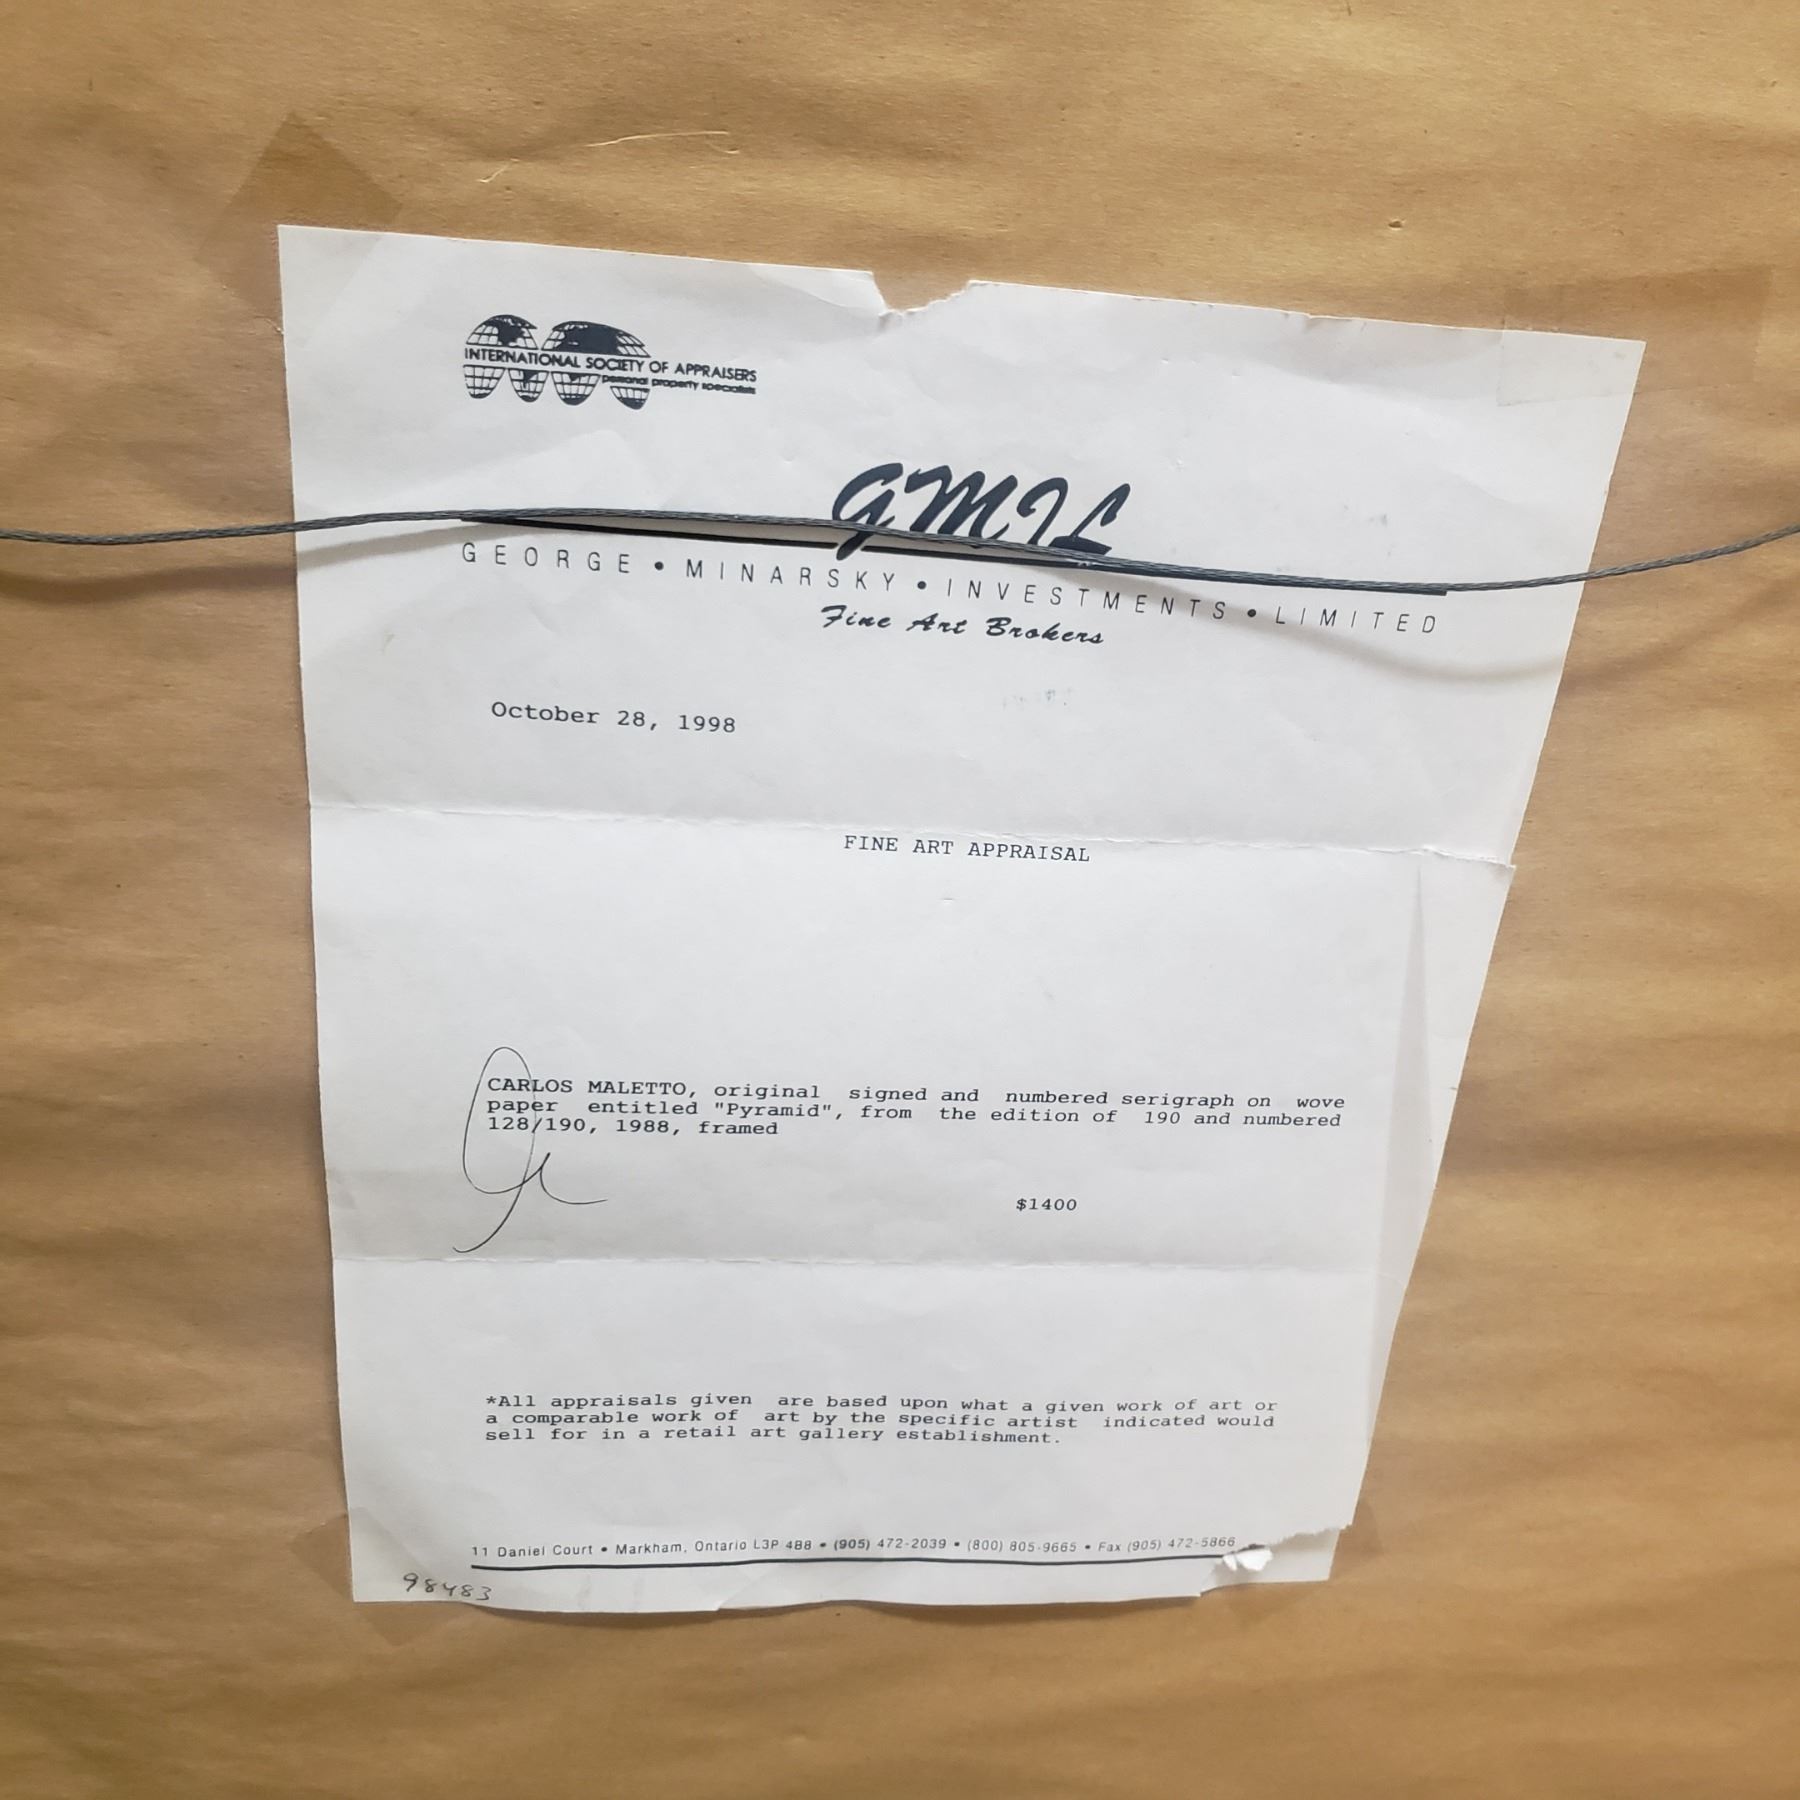 INTERNATIONAL SOCIETY OF APPRAISERS
personal property specialists
GMIL
GEORGE • MINARSKY • INVESTMENTS • LIMITED
Fine Art Brokers
October 28, 1998
FINE ART APPRAISAL
CARLOS MALETTO, original signed and numbered serigraph on wove
paper entitled "Pyramid", from the edition of 190 and numbered
128/190, 1988, framed
$1400
*All appraisals given are based upon what a given work of art or
a comparable work of art by the specific artist indicated would
sell for in a retail art gallery establishment.
11 Daniel Court • Markham, Ontario L3P 4B8 • (905) 472-2039 • (800) 805-9665 • Fax (905) 472-5866
98483